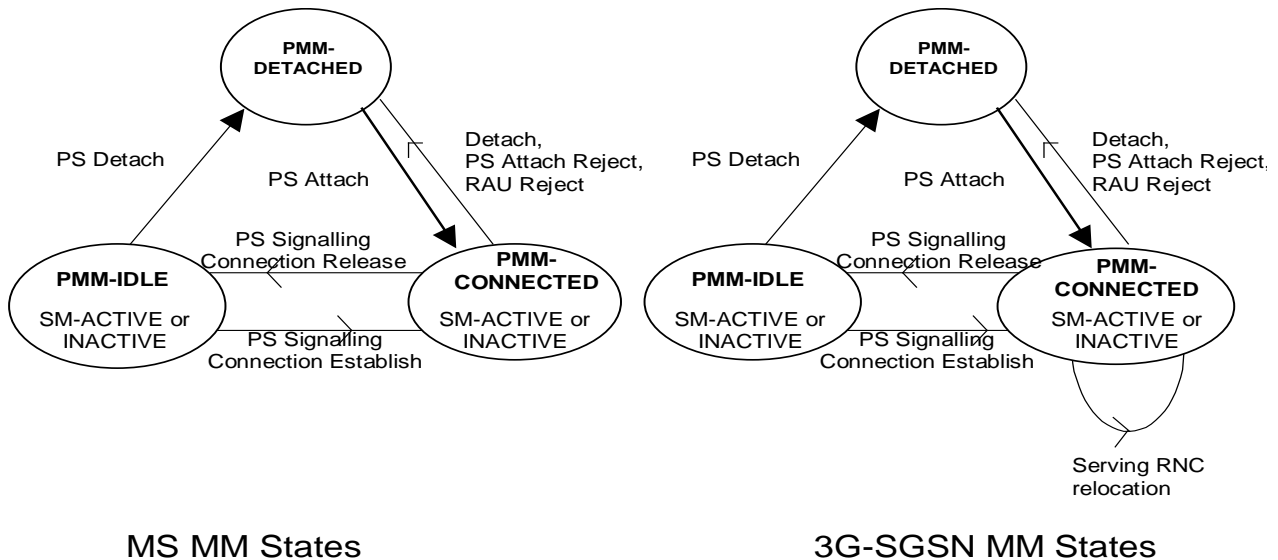 PMM-
DETACHED
PS Detach
PS Attach
Detach,
PS Attach Reject,
RAU Reject
PS Signalling
Connection Release
PMM-IDLE
SM-ACTIVE or
INACTIVE
PMM-
CONNECTED
SM-ACTIVE or
INACTIVE
PS Signalling
Connection Establish
MS MM States
PMM-
DETACHED
PS Detach
PS Attach
Detach,
PS Attach Reject,
RAU Reject
PS Signalling
Connection Release
PMM-IDLE
SM-ACTIVE or
INACTIVE
PMM-
CONNECTED
SM-ACTIVE or
INACTIVE
PS Signalling
Connection Establish
Serving RNC
relocation
3G-SGSN MM States